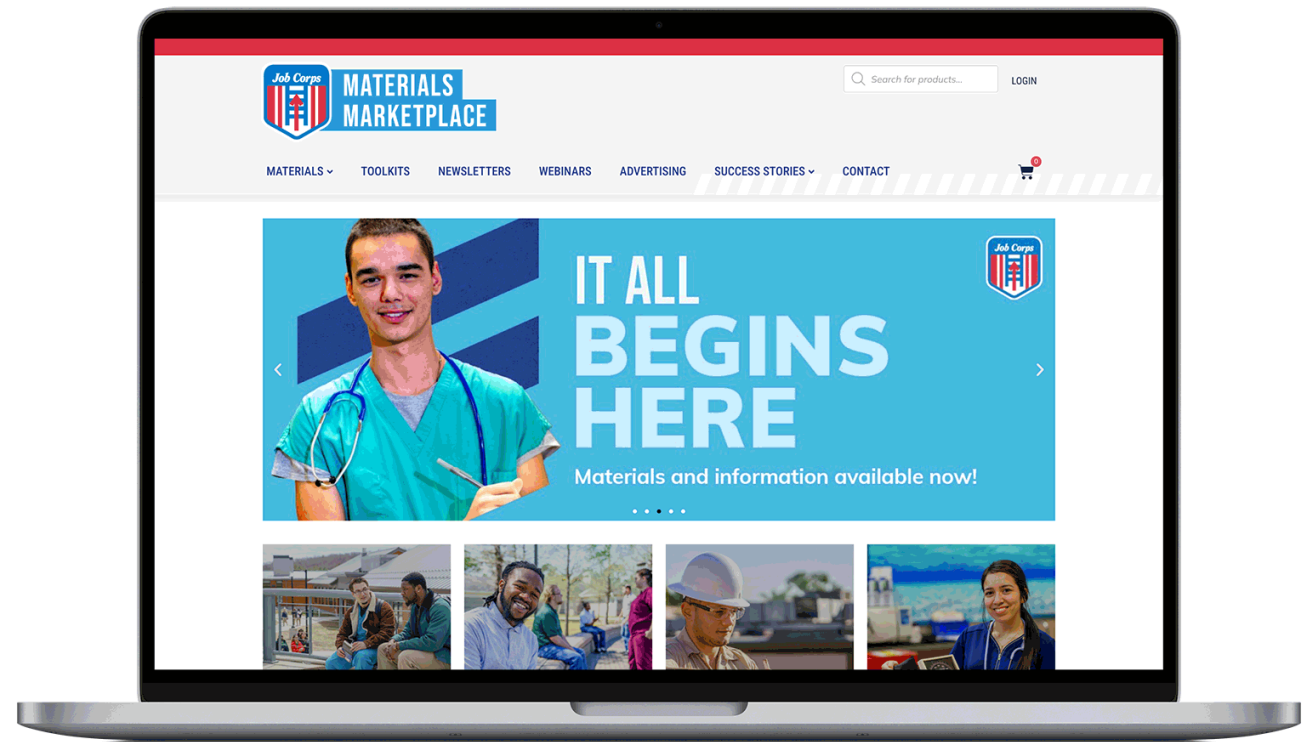 Job Corps
MATERIALS
MARKETPLACE
Search for products...
LOGIN
MATERIALS
TOOLKITS
NEWSLETTERS
WEBINARS
ADVERTISING
SUCCESS STORIES
CONTACT
0
IT ALL
BEGINS
HERE
Materials and information available now!
Job Corps